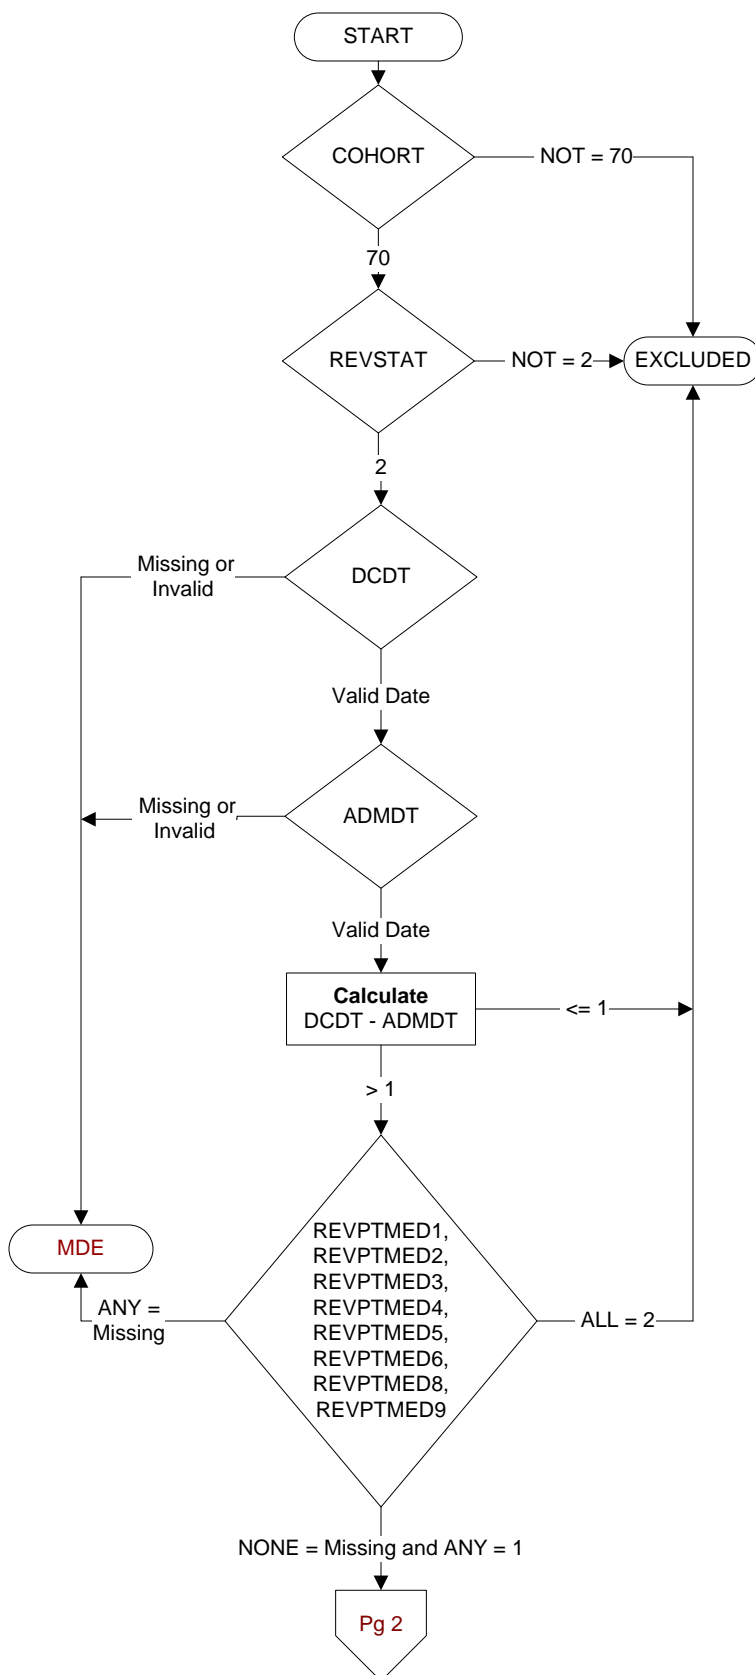 START
COHORT
NOT = 70
70
REVSTAT
NOT = 2
EXCLUDED
2
Missing or
Invalid
DCDT
Valid Date
Missing or
Invalid
ADMDT
Valid Date
Calculate
DCDT - ADMDT
<= 1
> 1
MDE
REVPTMED1,
REVPTMED2,
REVPTMED3,
REVPTMED4,
REVPTMED5,
REVPTMED6,
REVPTMED8,
REVPTMED9
ANY =
Missing
ALL = 2
NONE = Missing and ANY = 1
Pg 2